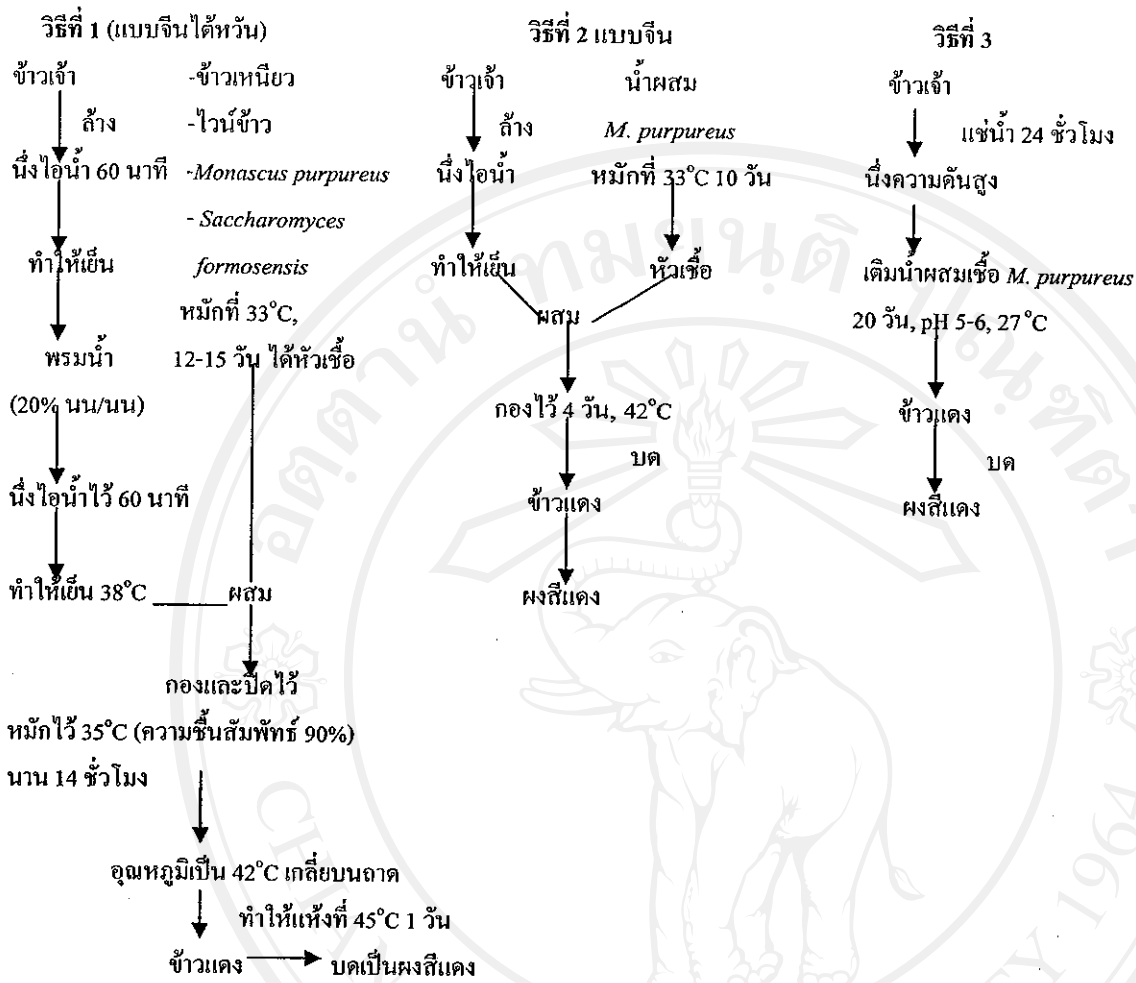 วิธีที่ 1 (แบบจีนไต้หวัน)
ข้าวเจ้า
-ข้าวเหนียว
ล้าง
-ไวน์ข้าว
นึ่งไอน้ำ 60 นาที
-Monascus purpureus
- Saccharomyces
ทำให้เย็น
formosensis
หมักที่ 33°C,
พรมน้ำ
12-15 วัน ได้หัวเชื้อ
(20% นน/นน)
นึ่งไอน้ำไว้ 60 นาที
ทำให้เย็น 38°C
ผสม
กองและปิดไว้
หมักไว้ 35°C (ความชื้นสัมพัทธ์ 90%)
นาน 14 ชั่วโมง
อุณหภูมิเป็น 42°C เกลี่ยบนถาด
ทำให้แห้งที่ 45°C 1 วัน
ข้าวแดง
บดเป็นผงสีแดง
วิธีที่ 2 แบบจีน
ข้าวเจ้า
น้ำผสม
ล้าง
M. purpureus
นึ่งไอน้ำ
หมักที่ 33°C 10 วัน
ทำให้เย็น
หัวเชื้อ
ผสม
กองไว้ 4 วัน, 42°C
บด
ข้าวแดง
ผงสีแดง
วิธีที่ 3
ข้าวเจ้า
แช่น้ำ 24 ชั่วโมง
นึ่งความดันสูง
เติมน้ำผสมเชื้อ M. purpureus
20 วัน, pH 5-6, 27°C
ข้าวแดง
บด
ผงสีแดง